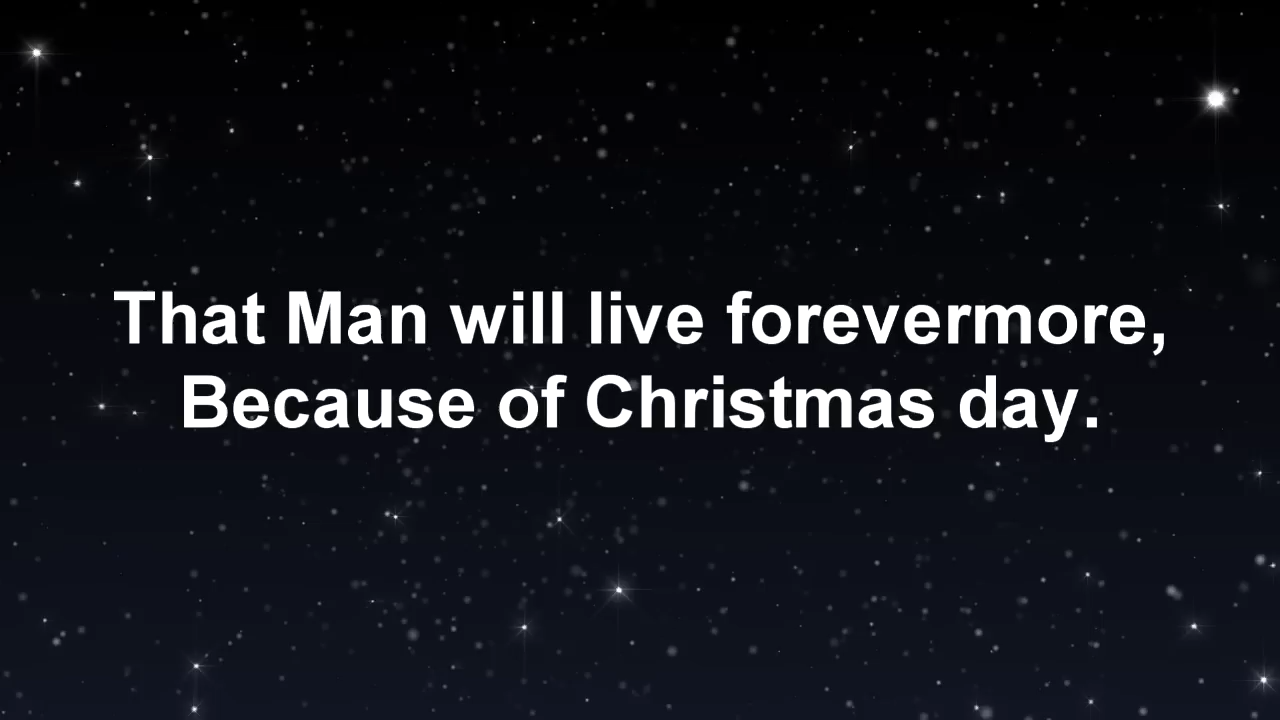 That Man will live forevermore,
Because of Christmas day.